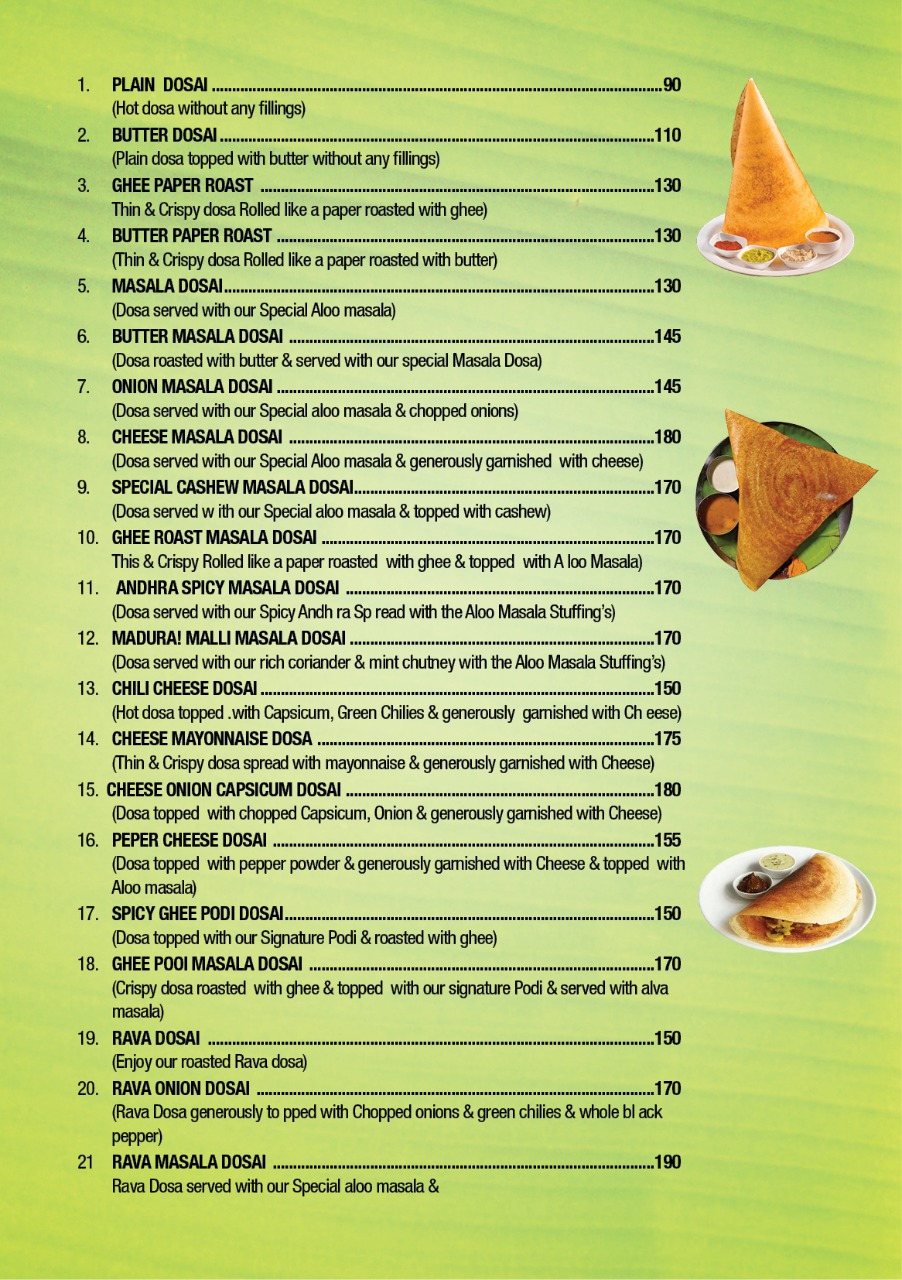 1. PLAIN DOSAI ........................................90
(Hot dosa without any fillings)
2. BUTTER DOSAI ........................................110
(Plain dosa topped with butter without any fillings)
3. GHEE PAPER ROAST ........................................130
Thin & Crispy dosa Rolled like a paper roasted with ghee)
4. BUTTER PAPER ROAST ........................................130
(Thin & Crispy dosa Rolled like a paper roasted with butter)
5. MASALA DOSAI........................................130
(Dosa served with our Special Aloo masala)
6. BUTTER MASALA DOSAI ........................................145
(Dosa roasted with butter & served with our special Masala Dosa)
7. ONION MASALA DOSAI ........................................145
(Dosa served with our Special aloo masala & chopped onions)
8. CHEESE MASALA DOSAI ........................................180
(Dosa served with our Special Aloo masala & generously garnished with cheese)
9. SPECIAL CASHEW MASALA DOSAI........................................170
(Dosa served w ith our Special aloo masala & topped with cashew)
10. GHEE ROAST MASALA DOSAI ........................................170
This & Crispy Rolled like a paper roasted with ghee & topped with A loo Masala)
11. ANDHRA SPICY MASALA DOSAI ........................................170
(Dosa served with our Spicy Andh ra Sp read with the Aloo Masala Stuffing's)
12. MADURA! MALLI MASALA DOSAI ........................................170
(Dosa served with our rich coriander & mint chutney with the Aloo Masala Stuffing's)
13. CHILI CHEESE DOSAI ........................................150
(Hot dosa topped .with Capsicum, Green Chilies & generously garnished with Ch eese)
14. CHEESE MAYONNAISE DOSA ........................................175
(Thin & Crispy dosa spread with mayonnaise & generously garnished with Cheese)
15. CHEESE ONION CAPSICUM DOSAI ........................................180
(Dosa topped with chopped Capsicum, Onion & generously garnished with Cheese)
16. PEPER CHEESE DOSAI ........................................155
(Dosa topped with pepper powder & generously garnished with Cheese & topped with
Aloo masala)
17. SPICY GHEE PODI DOSAI........................................150
(Dosa topped with our Signature Podi & roasted with ghee)
18. GHEE POOI MASALA DOSAI ........................................170
(Crispy dosa roasted with ghee & topped with our signature Podi & served with alva
masala)
19. RAVA DOSAI ........................................150
(Enjoy our roasted Rava dosa)
20. RAVA ONION DOSAI ........................................170
(Rava Dosa generously to pped with Chopped onions & green chilies & whole bl ack
pepper)
21 RAVA MASALA DOSAI ........................................190
Rava Dosa served with our Special aloo masala &